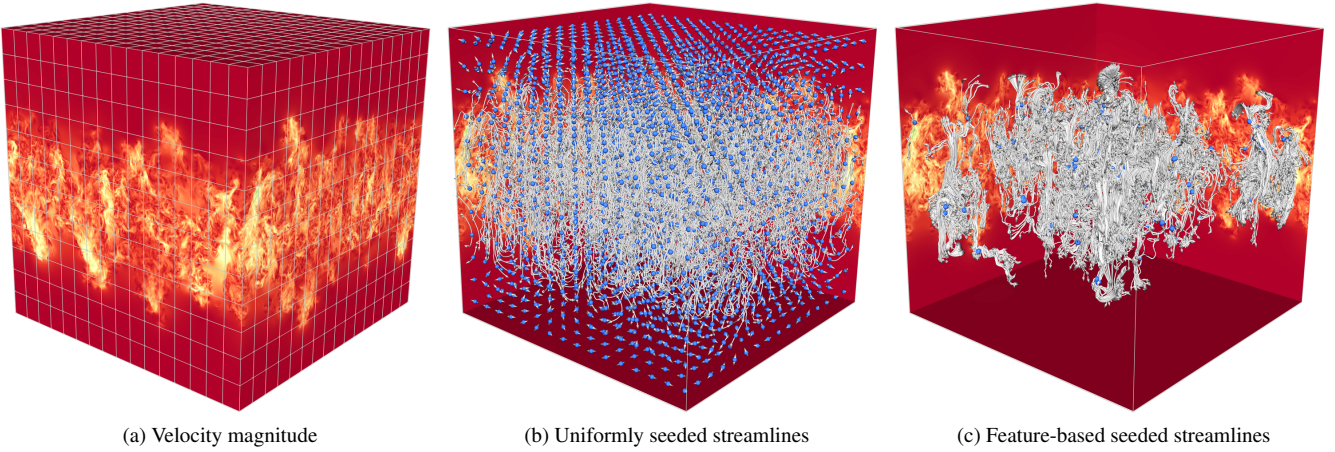 (a) Velocity magnitude
(b) Uniformly seeded streamlines
(c) Feature-based seeded streamlines